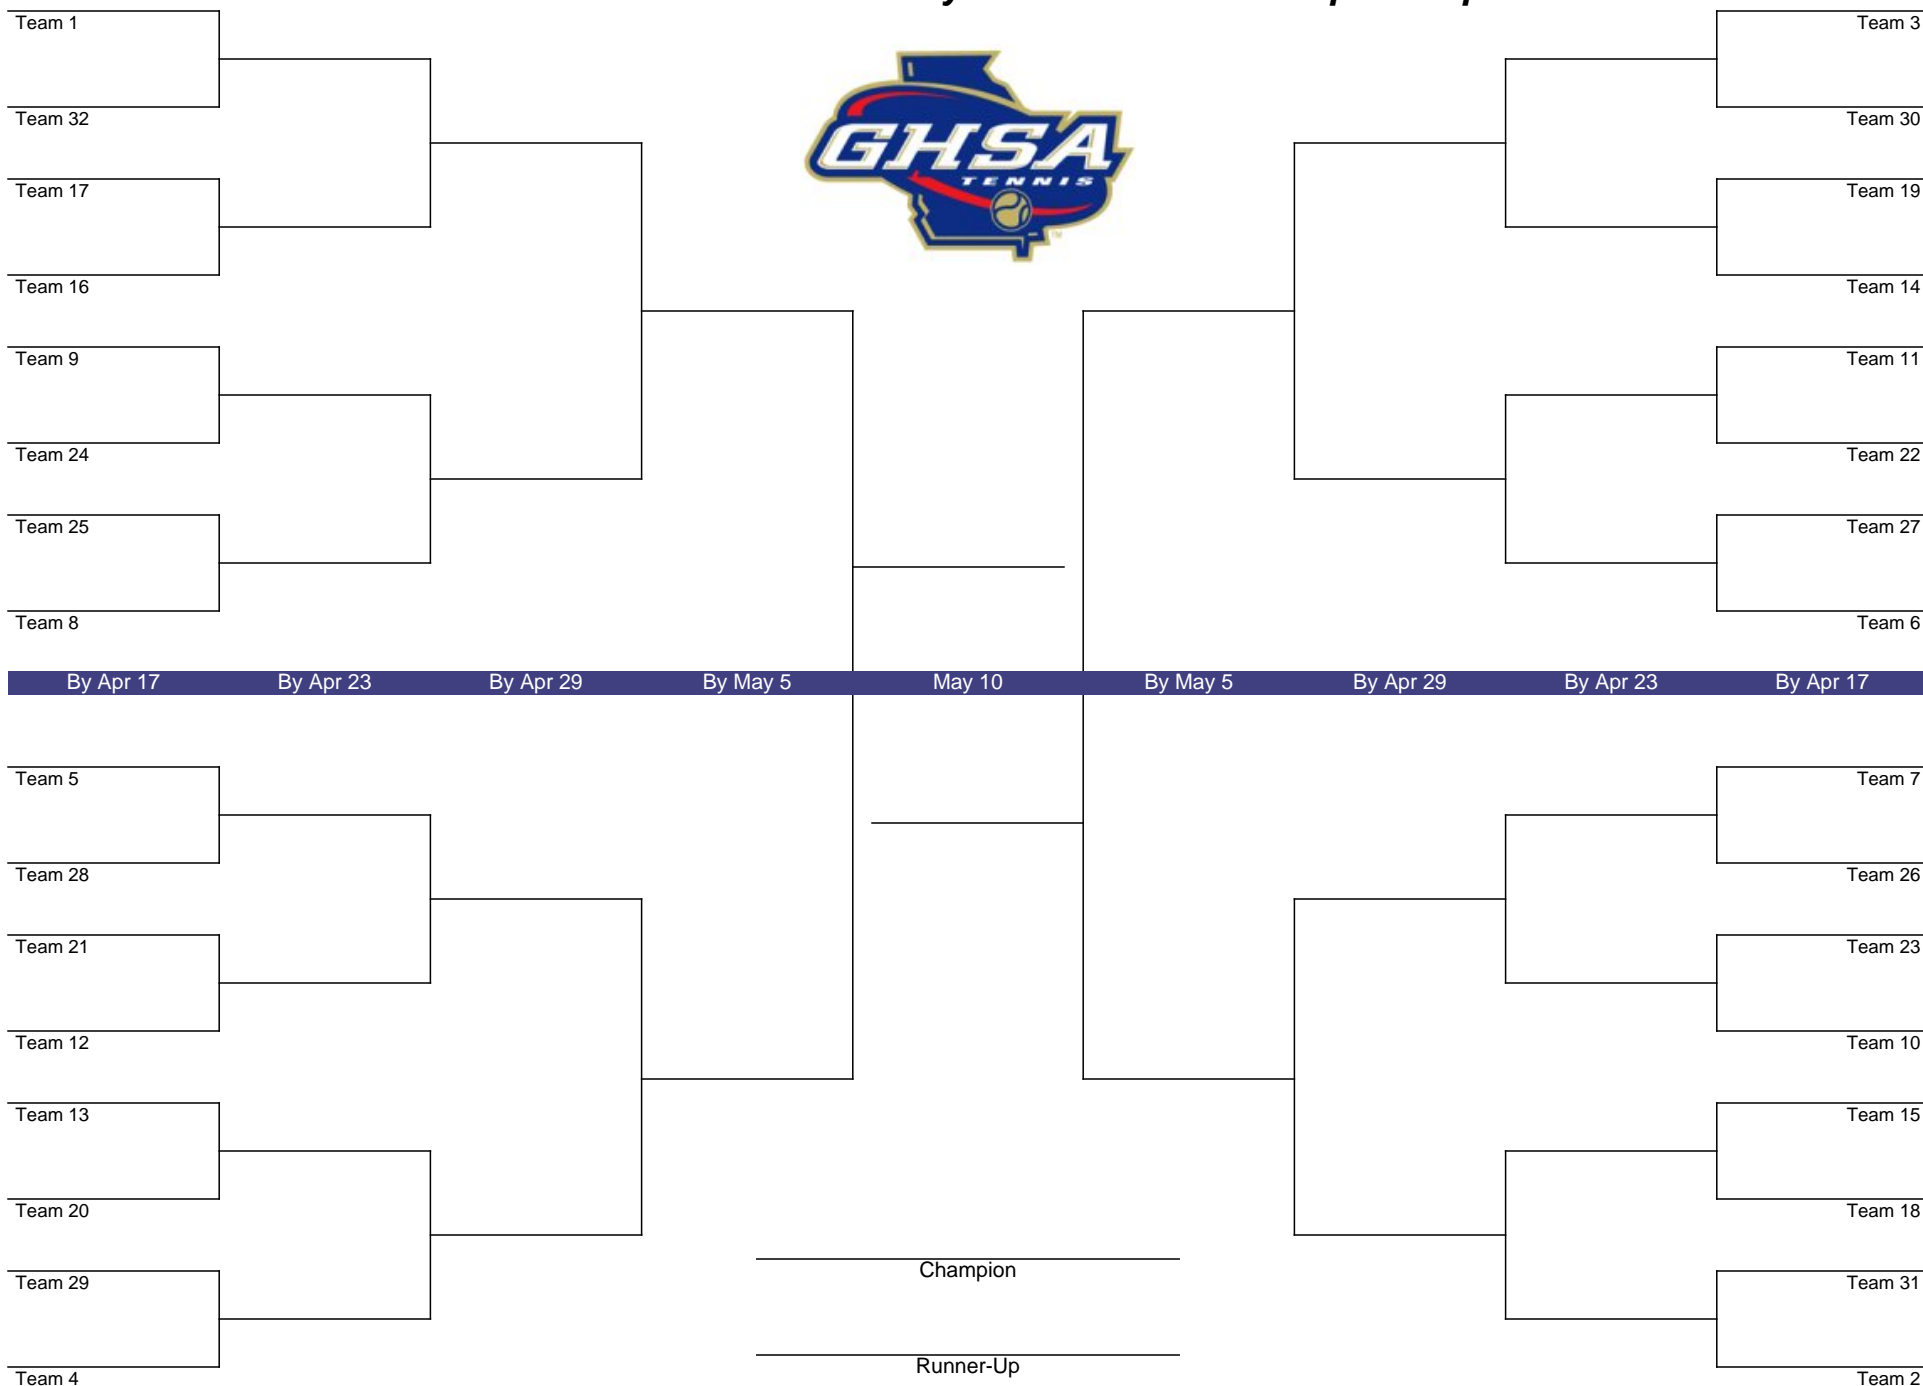 Team 1
Team 3
GHSA
TENNIS
Team 32
Team 30
Team 17
Team 19
Team 16
Team 14
Team 9
Team 11
Team 24
Team 22
Team 25
Team 27
Team 8
Team 6
By Apr 17 By Apr 23 By Apr 29 By May 5 May 10 By May 5 By Apr 29 By Apr 23 By Apr 17
Team 5
Team 7
Team 28
Team 26
Team 21
Team 23
Team 12
Team 10
Team 13
Team 15
Team 20
Team 18
Champion
Team 29
Team 31
Runner-Up
Team 4
Team 2